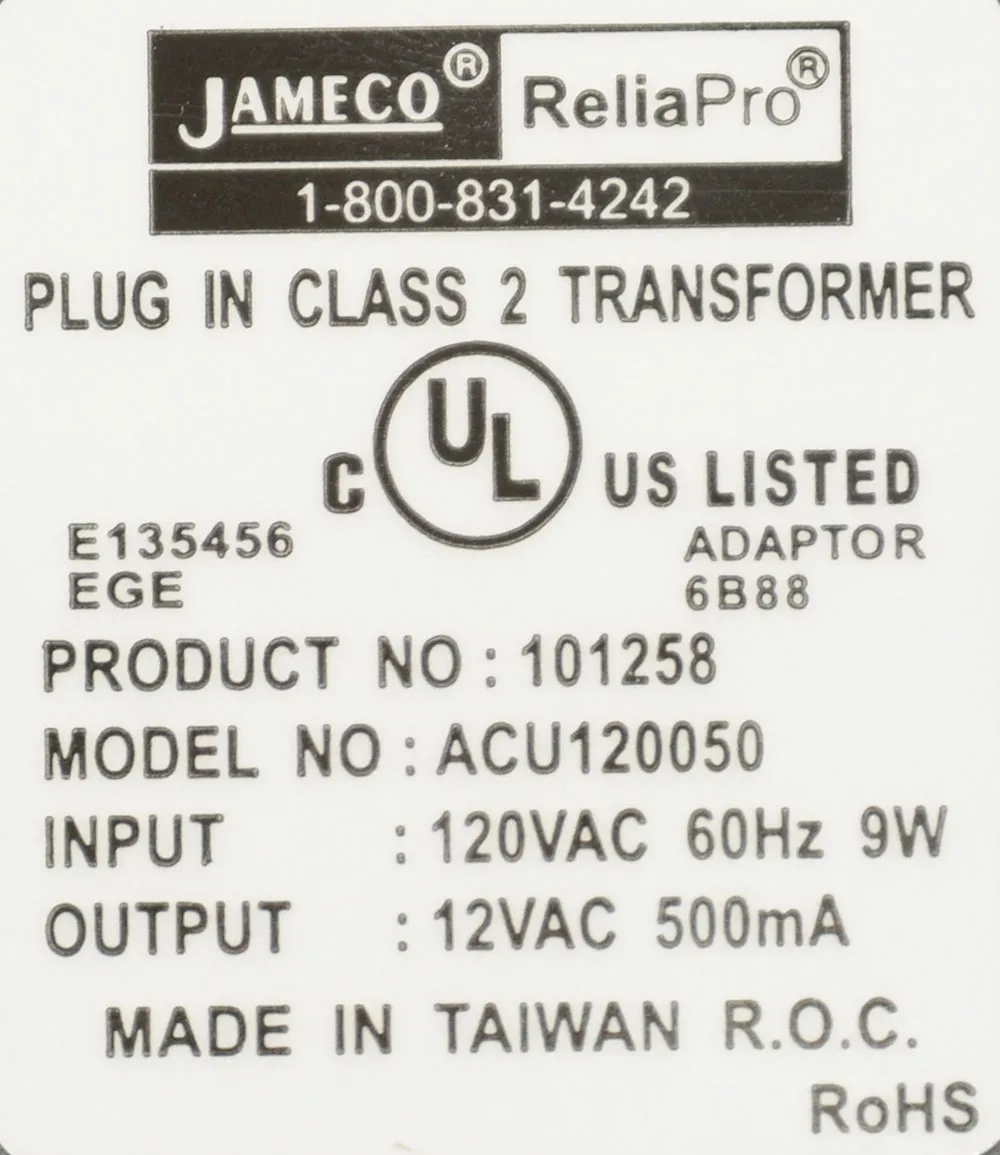 JAMECO® ReliaPro®
1-800-831-4242
PLUG IN CLASS 2 TRANSFORMER
C UL US LISTED
E135456 ADAPTOR
EGE 6B88
PRODUCT NO : 101258
MODEL NO : ACU120050
INPUT : 120VAC 60Hz 9W
OUTPUT : 12VAC 500mA
MADE IN TAIWAN R.O.C.
RoHS